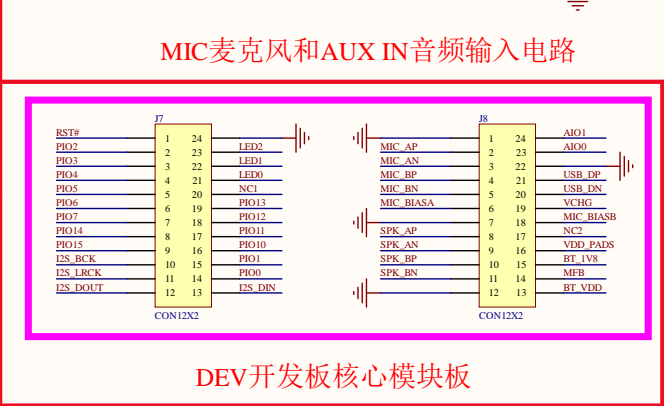 MIC麦克风和AUX IN音频输入电路
J7
RST# 1 24
PIO2 2 23 LED2
PIO3 3 22 LED1
PIO4 4 21 LED0
PIO5 5 20 NC1
PIO6 6 19 PIO13
PIO7 7 18 PIO12
PIO14 8 17 PIO11
PIO15 9 16 PIO10
I2S_BCK 10 15 PIO1
I2S_LRCK 11 14 PIO0
I2S_DOUT 12 13 I2S_DIN
CON12X2
J8
1 24 AIO1
MIC_AP 2 23 AIO0
MIC_AN 3 22
MIC_BP 4 21 USB_DP
MIC_BN 5 20 USB_DN
MIC_BIASA 6 19 VCHG
7 18 MIC_BIASB
SPK_AP 8 17 NC2
SPK_AN 9 16 VDD_PADS
SPK_BP 10 15 BT_1V8
SPK_BN 11 14 MFB
12 13 BT_VDD
CON12X2
DEV开发板核心模块板